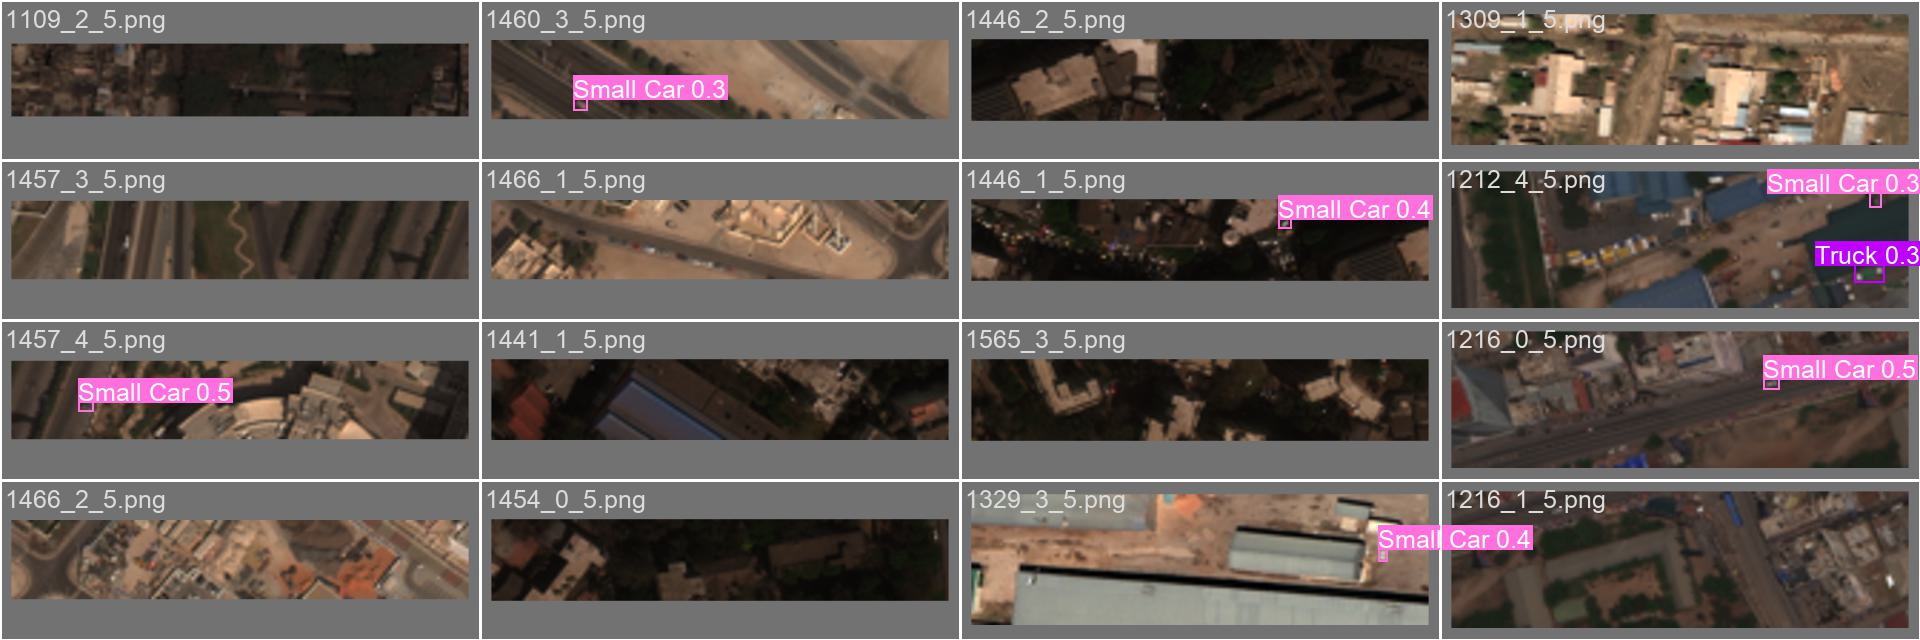 1109_2_5.png
1460_3_5.png
1446_2_5.png
1309_1_5.png
Small Car 0.3
1457_3_5.png
1466_1_5.png
1446_1_5.png
1212_4_5.png
Small Car 0.4
Small Car 0.3
Truck 0.3
1457_4_5.png
1441_1_5.png
1565_3_5.png
1216_0_5.png
Small Car 0.5
Small Car 0.5
1466_2_5.png
1454_0_5.png
1329_3_5.png
1216_1_5.png
Small Car 0.4